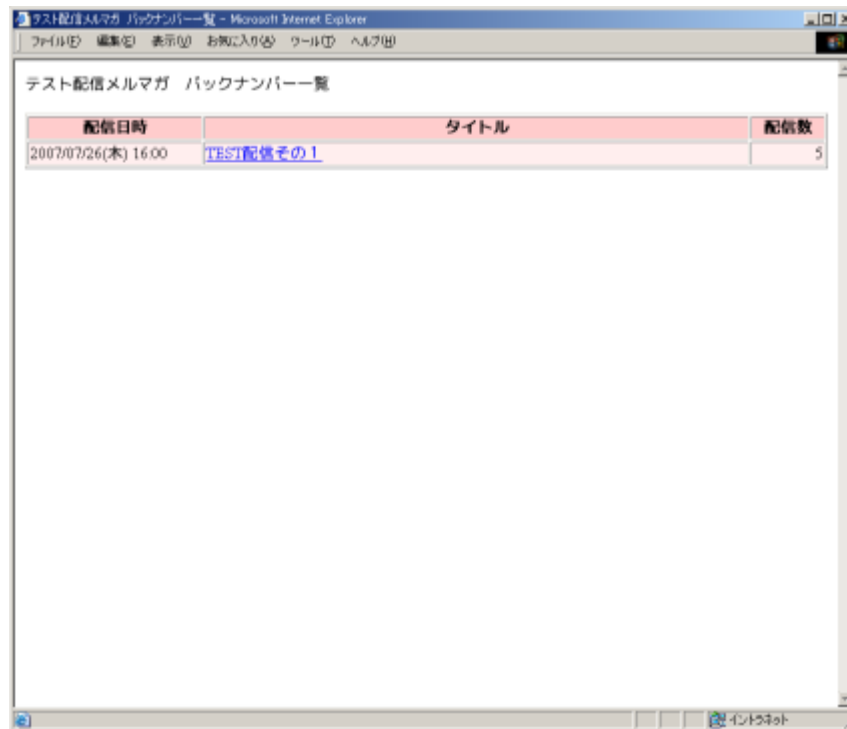 テスト配信メルマガ バックナンバー一覧 - Microsoft Internet Explorer
ファイル(F) 編集(E) 表示(V) お気に入り(A) ツール(T) ヘルプ(H)
テスト配信メルマガ　バックナンバー一覧
配信日時 タイトル 配信数
2007/07/26(木) 16:00 TEST配信その１ 5
イントラネット